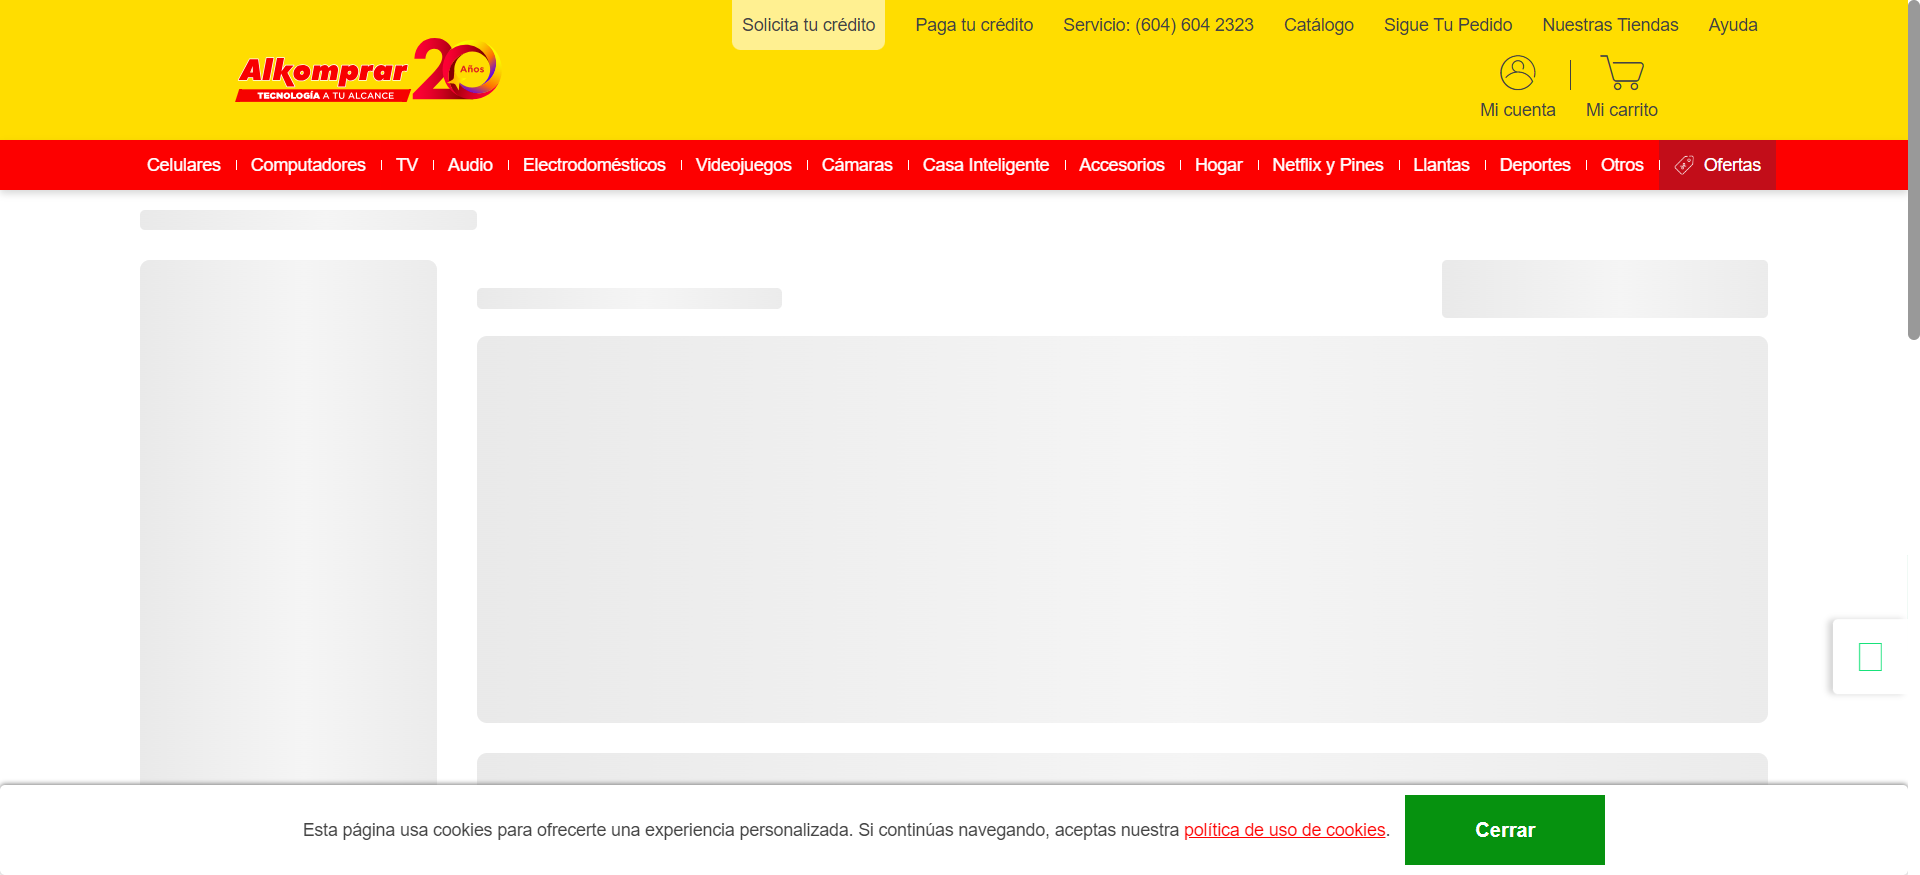 Solicita tu crédito
Paga tu crédito
Servicio: (604) 604 2323
Catálogo
Sigue Tu Pedido
Nuestras Tiendas
Ayuda
Alkomprar 20 Años
TECNOLOGÍA A TU ALCANCE
Mi cuenta
Mi carrito
Celulares
Computadores
TV
Audio
Electrodomésticos
Videojuegos
Cámaras
Casa Inteligente
Accesorios
Hogar
Netflix y Pines
Llantas
Deportes
Otros
Ofertas
Esta página usa cookies para ofrecerte una experiencia personalizada. Si continúas navegando, aceptas nuestra política de uso de cookies.
Cerrar